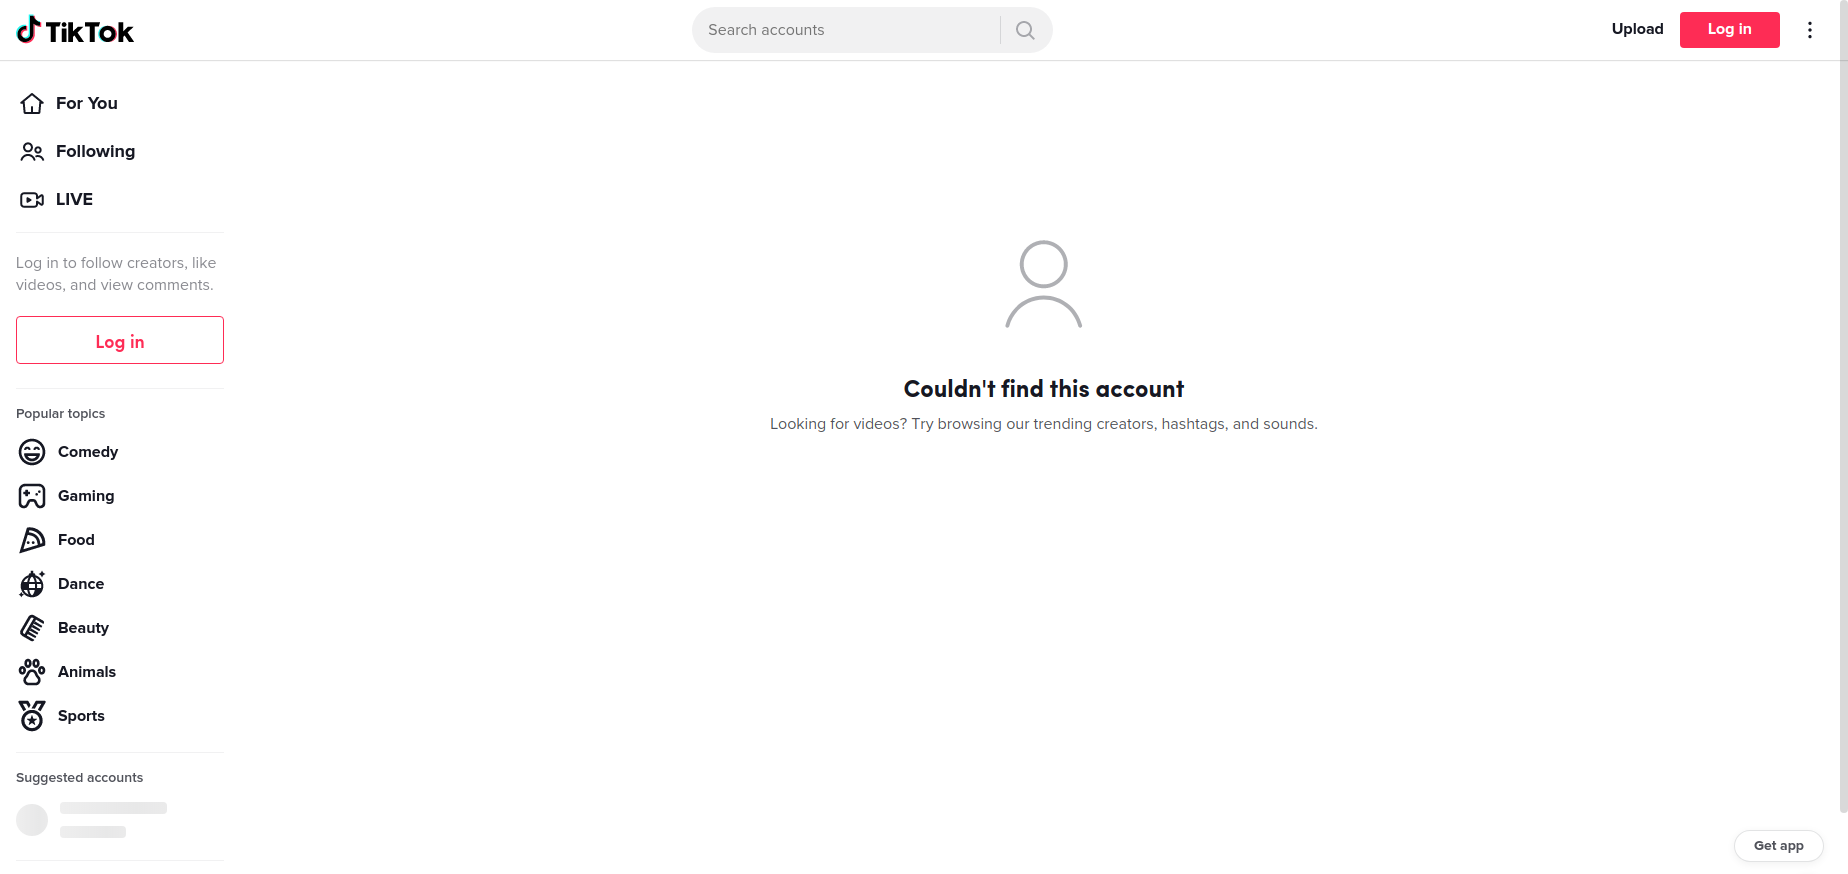 TikTok
Search accounts
Upload
Log in
For You
Following
LIVE
Log in to follow creators, like
videos, and view comments.
Log in
Popular topics
Comedy
Gaming
Food
Dance
Beauty
Animals
Sports
Suggested accounts
Couldn't find this account
Looking for videos? Try browsing our trending creators, hashtags, and sounds.
Get app